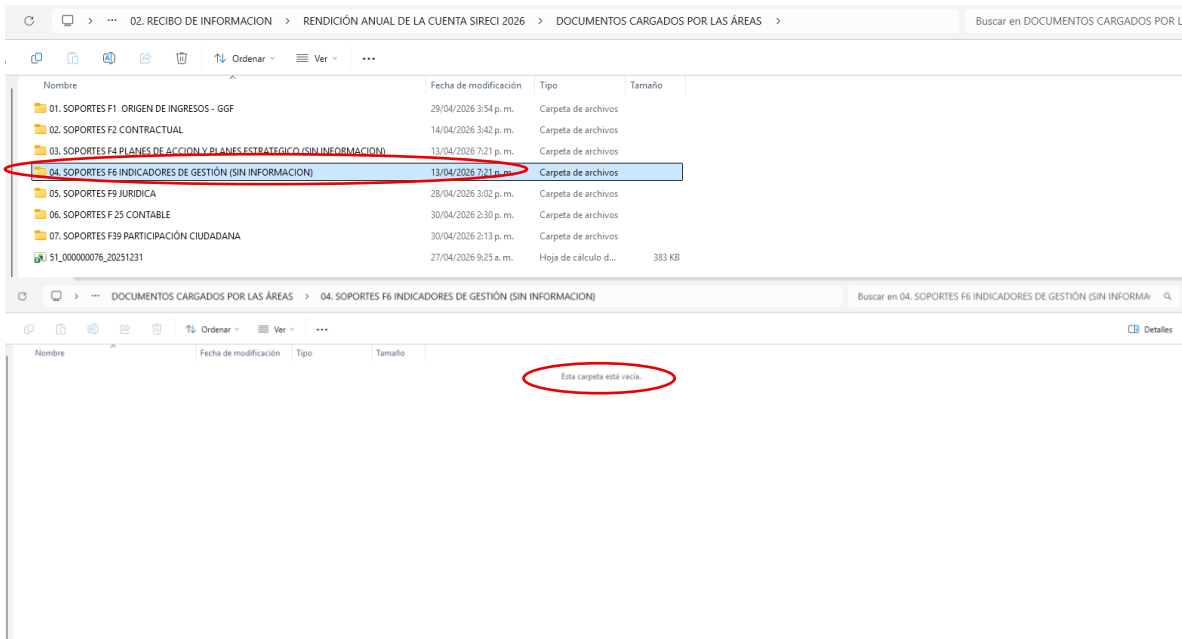 02. RECIBO DE INFORMACION > RENDICIÓN ANUAL DE LA CUENTA SIRECI 2026 > DOCUMENTOS CARGADOS POR LAS ÁREAS > Buscar en DOCUMENTOS CARGADOS POR L
Ordenar Ver
Nombre Fecha de modificación Tipo Tamaño
01. SOPORTES F1 ORIGEN DE INGRESOS - GGF 29/04/2026 3:54 p. m. Carpeta de archivos
02. SOPORTES F2 CONTRACTUAL 14/04/2026 3:42 p. m. Carpeta de archivos
03. SOPORTES F4 PLANES DE ACCION Y PLANES ESTRATEGICO (SIN INFORMACION) 13/04/2026 7:21 p. m. Carpeta de archivos
04. SOPORTES F6 INDICADORES DE GESTIÓN (SIN INFORMACION) 13/04/2026 7:21 p. m. Carpeta de archivos
05. SOPORTES F9 JURIDICA 28/04/2026 3:02 p. m. Carpeta de archivos
06. SOPORTES F 25 CONTABLE 30/04/2026 2:30 p. m. Carpeta de archivos
07. SOPORTES F39 PARTICIPACIÓN CIUDADANA 30/04/2026 2:13 p. m. Carpeta de archivos
51_000000076_20251231 27/04/2026 9:25 a. m. Hoja de cálculo d... 383 KB
DOCUMENTOS CARGADOS POR LAS ÁREAS > 04. SOPORTES F6 INDICADORES DE GESTIÓN (SIN INFORMACION) Buscar en 04. SOPORTES F6 INDICADORES DE GESTIÓN (SIN INFORMA
Ordenar Ver Detalles
Nombre Fecha de modificación Tipo Tamaño
Esta carpeta está vacía.